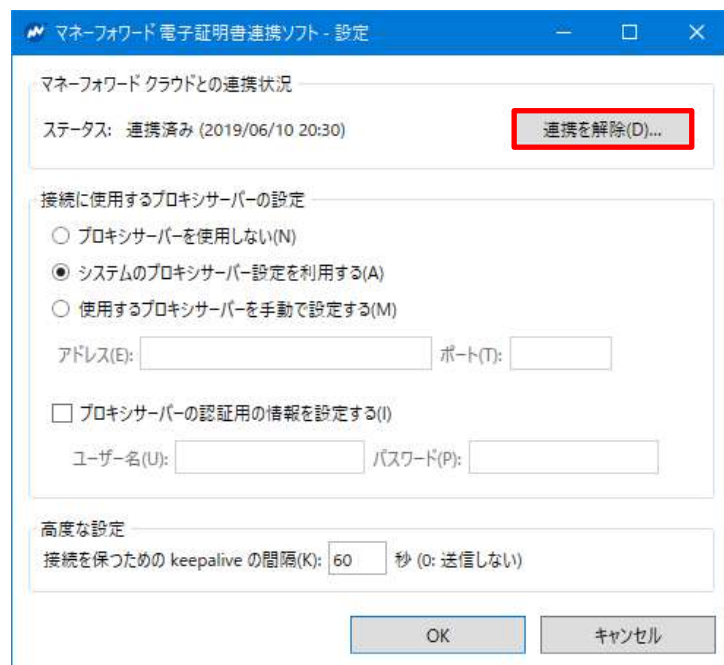 マネーフォワード 電子証明書連携ソフト - 設定
マネーフォワード クラウドとの連携状況
ステータス: 連携済み (2019/06/10 20:30)
連携を解除(D)...
接続に使用するプロキシサーバーの設定
プロキシサーバーを使用しない(N)
システムのプロキシサーバー設定を利用する(A)
使用するプロキシサーバーを手動で設定する(M)
アドレス(E): ポート(T):
プロキシサーバーの認証用の情報を設定する(I)
ユーザー名(U): パスワード(P):
高度な設定
接続を保つための keepalive の間隔(K): 60 秒 (0: 送信しない)
OK キャンセル